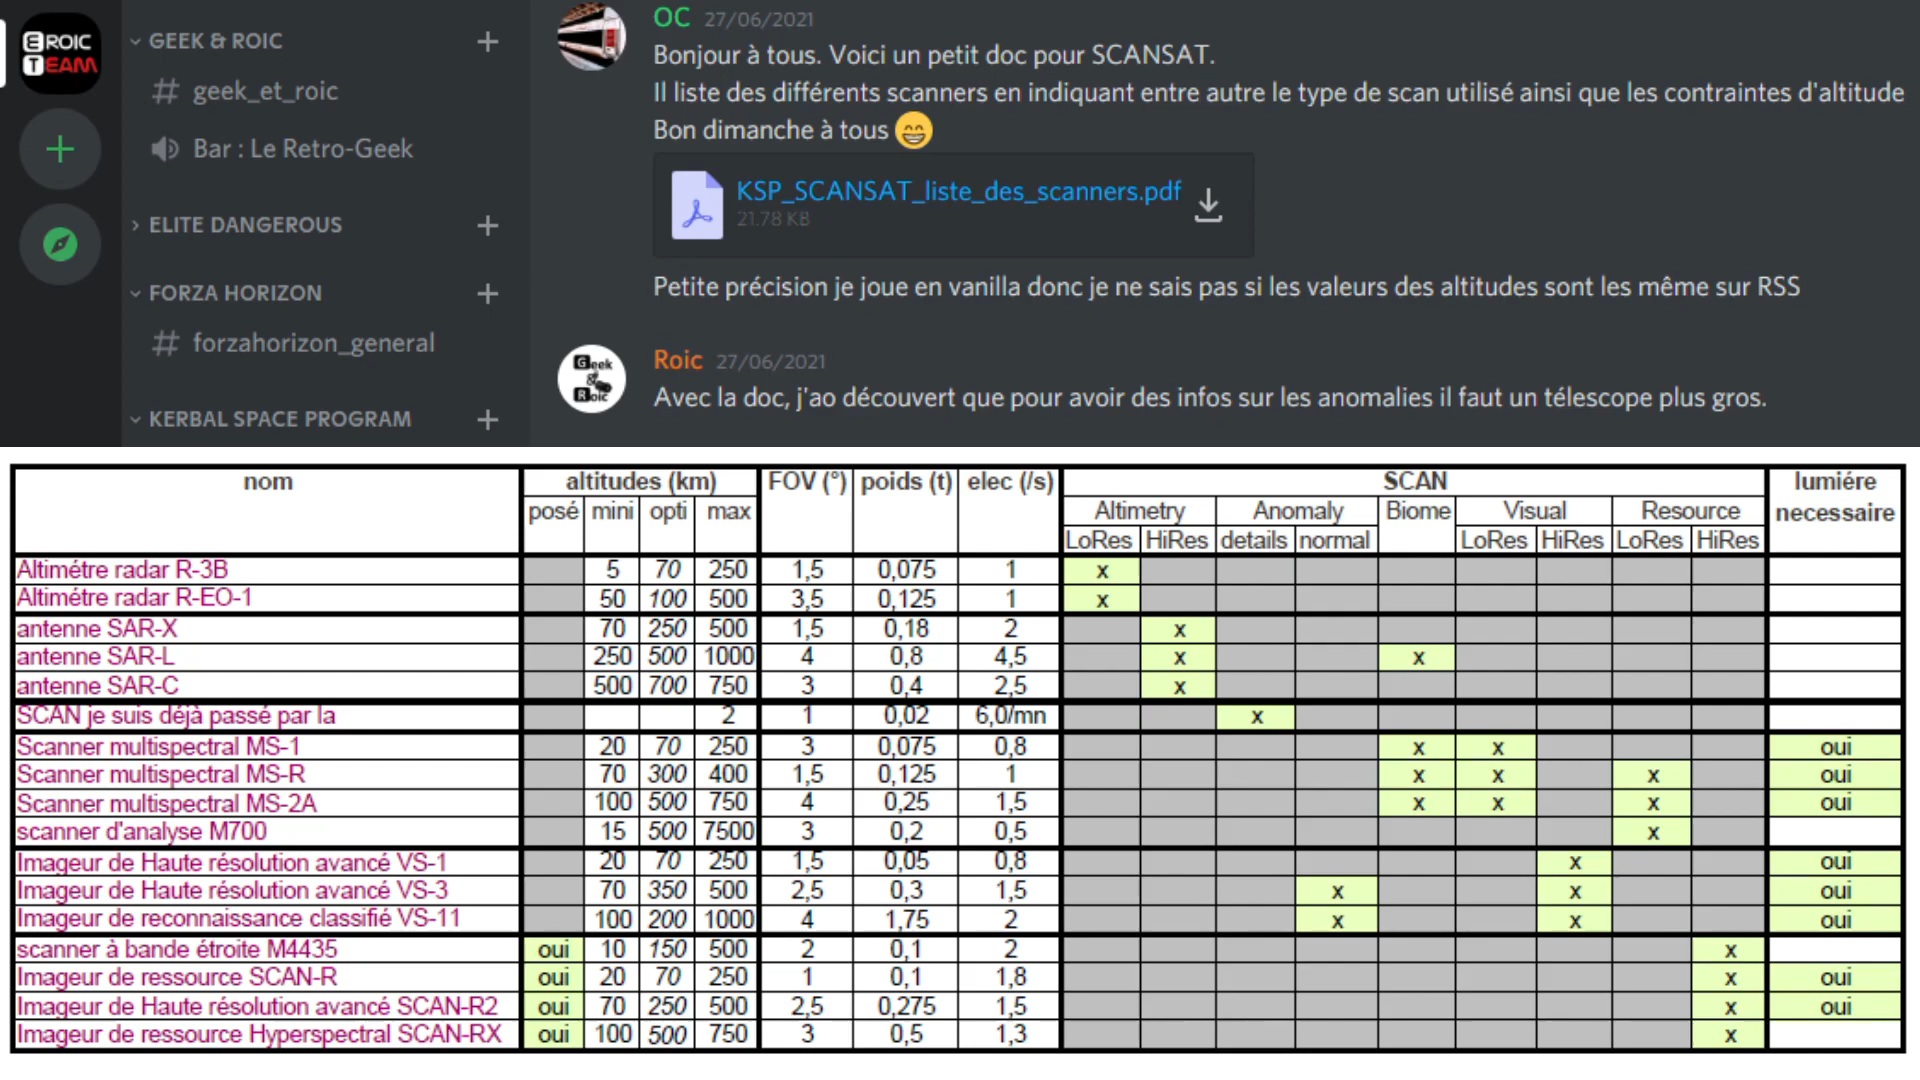 EROIC
TEAM
GEEK & ROIC
geek_et_roic
Bar : Le Retro-Geek
ELITE DANGEROUS
FORZA HORIZON
forzahorizon_general
KERBAL SPACE PROGRAM
OC 27/06/2021
Bonjour à tous. Voici un petit doc pour SCANSAT.
Il liste des différents scanners en indiquant entre autre le type de scan utilisé ainsi que les contraintes d'altitude
Bon dimanche à tous
KSP_SCANSAT_liste_des_scanners.pdf
21.78 KB
Petite précision je joue en vanilla donc je ne sais pas si les valeurs des altitudes sont les même sur RSS
Geek
&
Roic
Roic 27/06/2021
Avec la doc, j'ao découvert que pour avoir des infos sur les anomalies il faut un télescope plus gros.
nom altitudes (km) FOV (°) poids (t) elec (/s) SCAN lumiére
posé mini opti max Altimetry Anomaly Biome Visual Resource necessaire
LoRes HiRes details normal LoRes HiRes LoRes HiRes
Altimétre radar R-3B 5 70 250 1,5 0,075 1 x
Altimétre radar R-EO-1 50 100 500 3,5 0,125 1 x
antenne SAR-X 70 250 500 1,5 0,18 2 x
antenne SAR-L 250 500 1000 4 0,8 4,5 x x
antenne SAR-C 500 700 750 3 0,4 2,5 x
SCAN je suis déjà passé par la 2 1 0,02 6,0/mn x
Scanner multispectral MS-1 20 70 250 3 0,075 0,8 x x oui
Scanner multispectral MS-R 70 300 400 1,5 0,125 1 x x x oui
Scanner multispectral MS-2A 100 500 750 4 0,25 1,5 x x x oui
scanner d'analyse M700 15 500 7500 3 0,2 0,5 x
Imageur de Haute résolution avancé VS-1 20 70 250 1,5 0,05 0,8 x oui
Imageur de Haute résolution avancé VS-3 70 350 500 2,5 0,3 1,5 x x oui
Imageur de reconnaissance classifié VS-11 100 200 1000 4 1,75 2 x x oui
scanner à bande étroite M4435 oui 10 150 500 2 0,1 2 x
Imageur de ressource SCAN-R oui 20 70 250 1 0,1 1,8 x oui
Imageur de Haute résolution avancé SCAN-R2 oui 70 250 500 2,5 0,275 1,5 x oui
Imageur de ressource Hyperspectral SCAN-RX oui 100 500 750 3 0,5 1,3 x